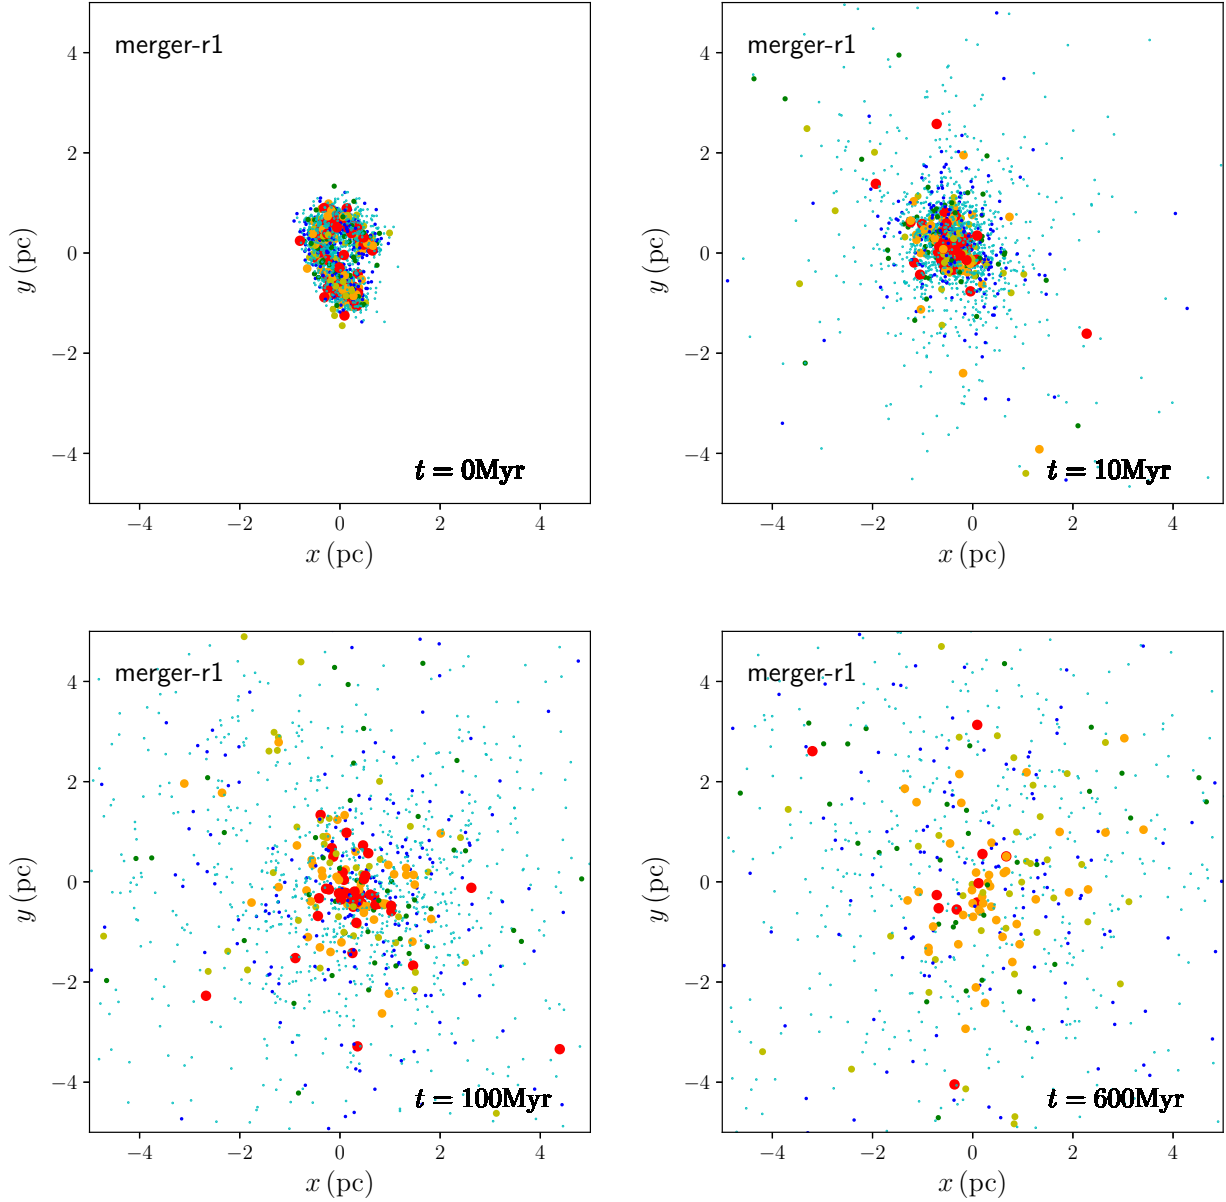 merger-r1
4
2
0
−2
−4
y (pc)
t = 0Myr
−4 −2 0 2 4
x (pc)
merger-r1
4
2
0
−2
−4
y (pc)
t = 10Myr
−4 −2 0 2 4
x (pc)
merger-r1
4
2
0
−2
−4
y (pc)
t = 100Myr
−4 −2 0 2 4
x (pc)
merger-r1
4
2
0
−2
−4
y (pc)
t = 600Myr
−4 −2 0 2 4
x (pc)